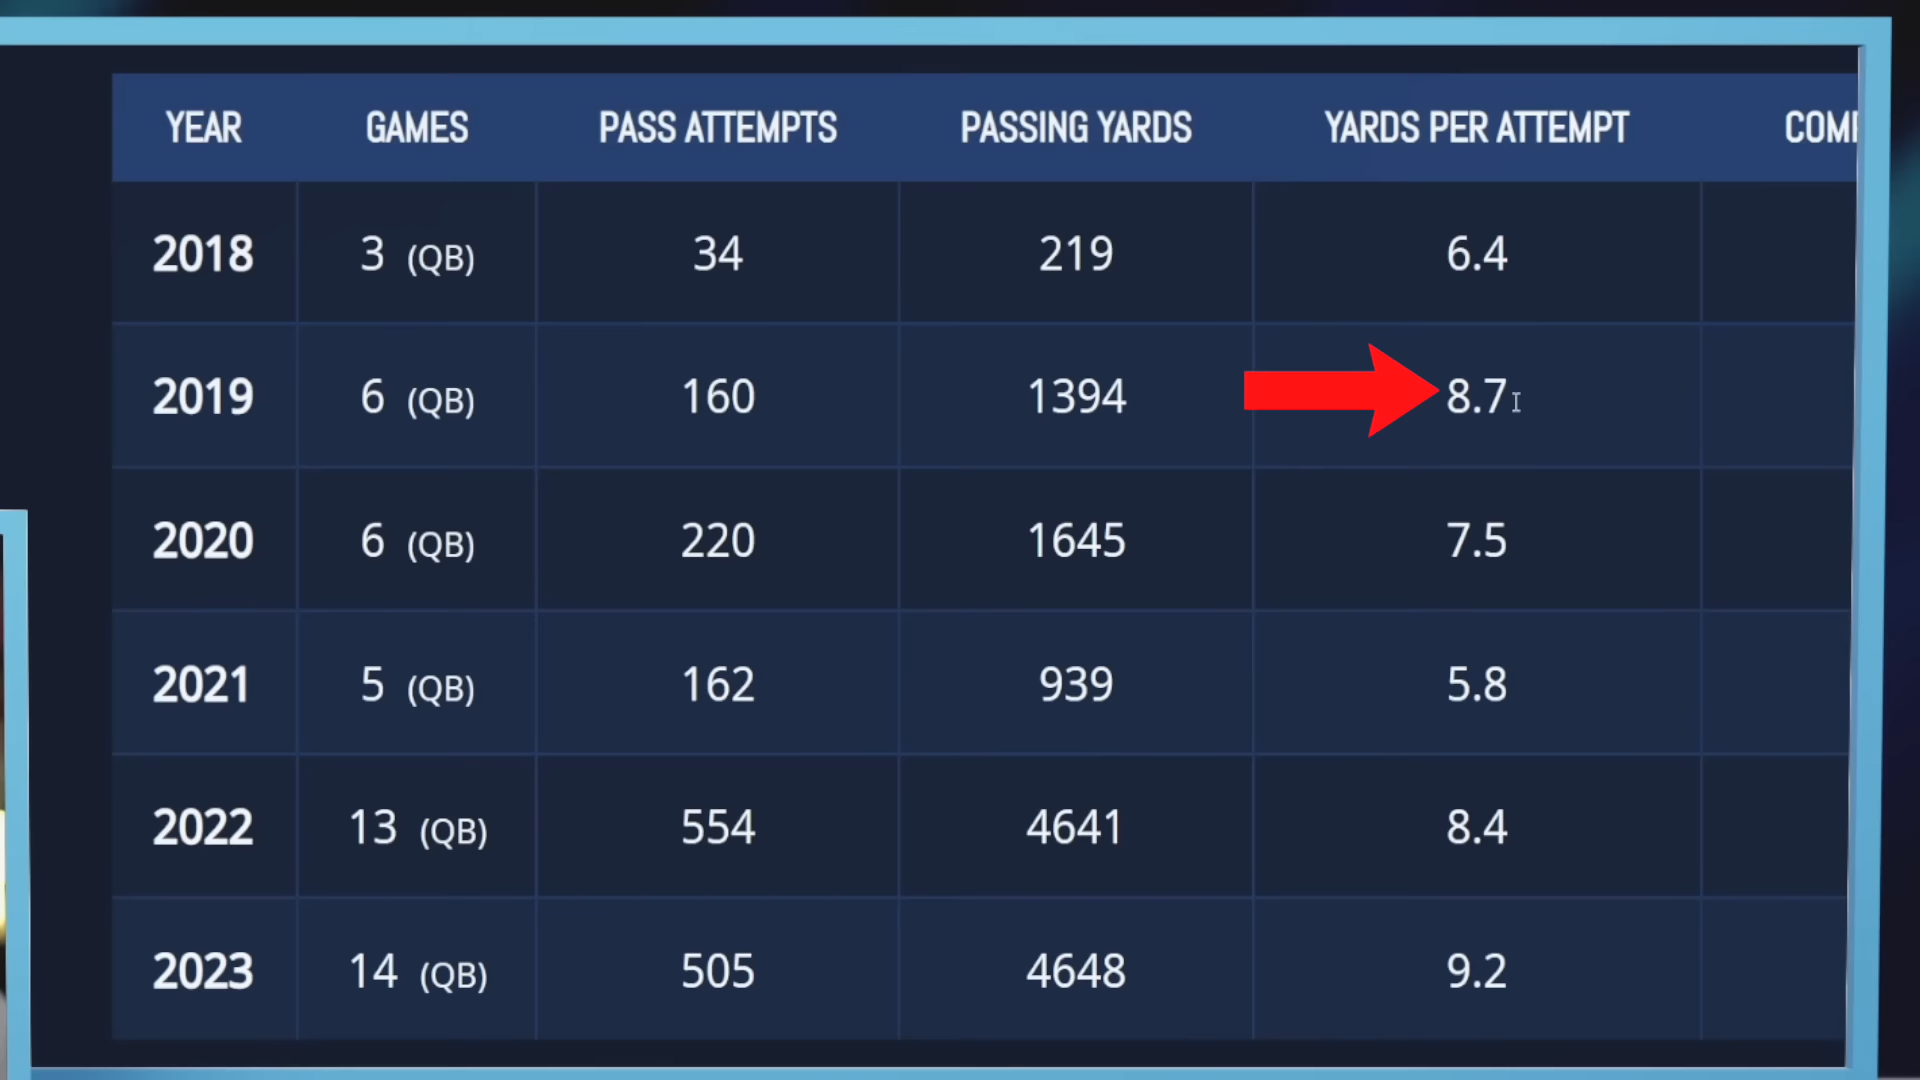 YEAR GAMES PASS ATTEMPTS PASSING YARDS YARDS PER ATTEMPT
2018 3 (QB) 34 219 6.4
2019 6 (QB) 160 1394 8.7
2020 6 (QB) 220 1645 7.5
2021 5 (QB) 162 939 5.8
2022 13 (QB) 554 4641 8.4
2023 14 (QB) 505 4648 9.2